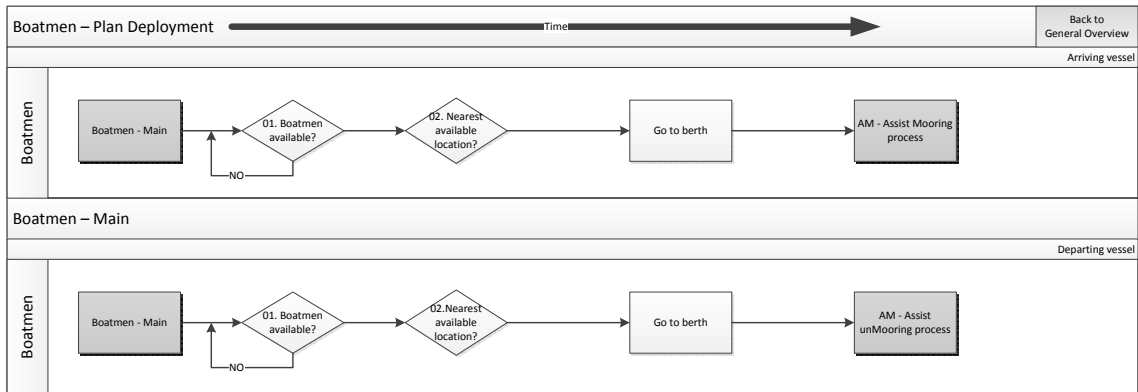 Boatmen – Plan Deployment
Time
Back to
General Overview
Arriving vessel
Boatmen
Boatmen - Main
01. Boatmen
available?
NO
02. Nearest
available
location?
Go to berth
AM - Assist Mooring
process
Boatmen – Main
Departing vessel
Boatmen
Boatmen - Main
01. Boatmen
available?
NO
02.Nearest
available
location?
Go to berth
AM - Assist
unMooring process